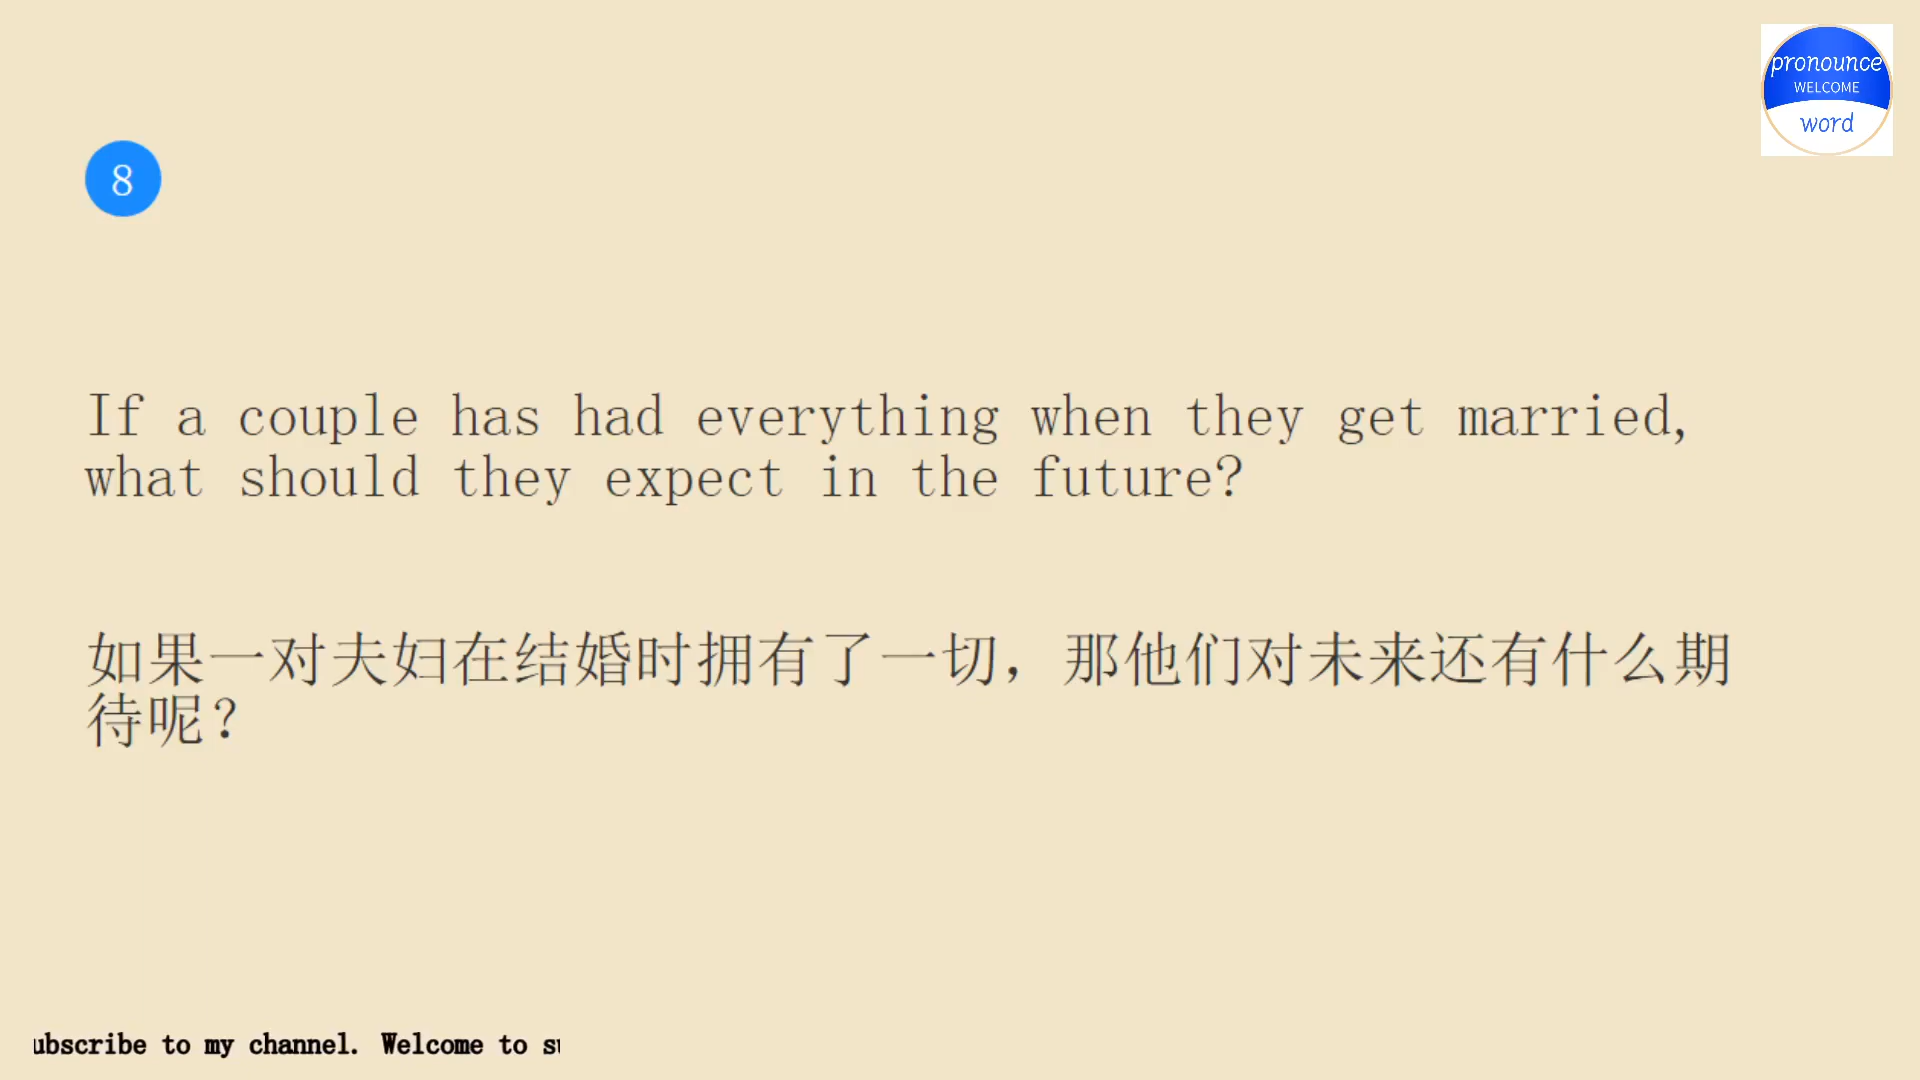 pronounce
WELCOME
word
8
If a couple has had everything when they get married,
what should they expect in the future?
如果一对夫妇在结婚时拥有了一切，那他们对未来还有什么期
待呢？
ubscribe to my channel. Welcome to su